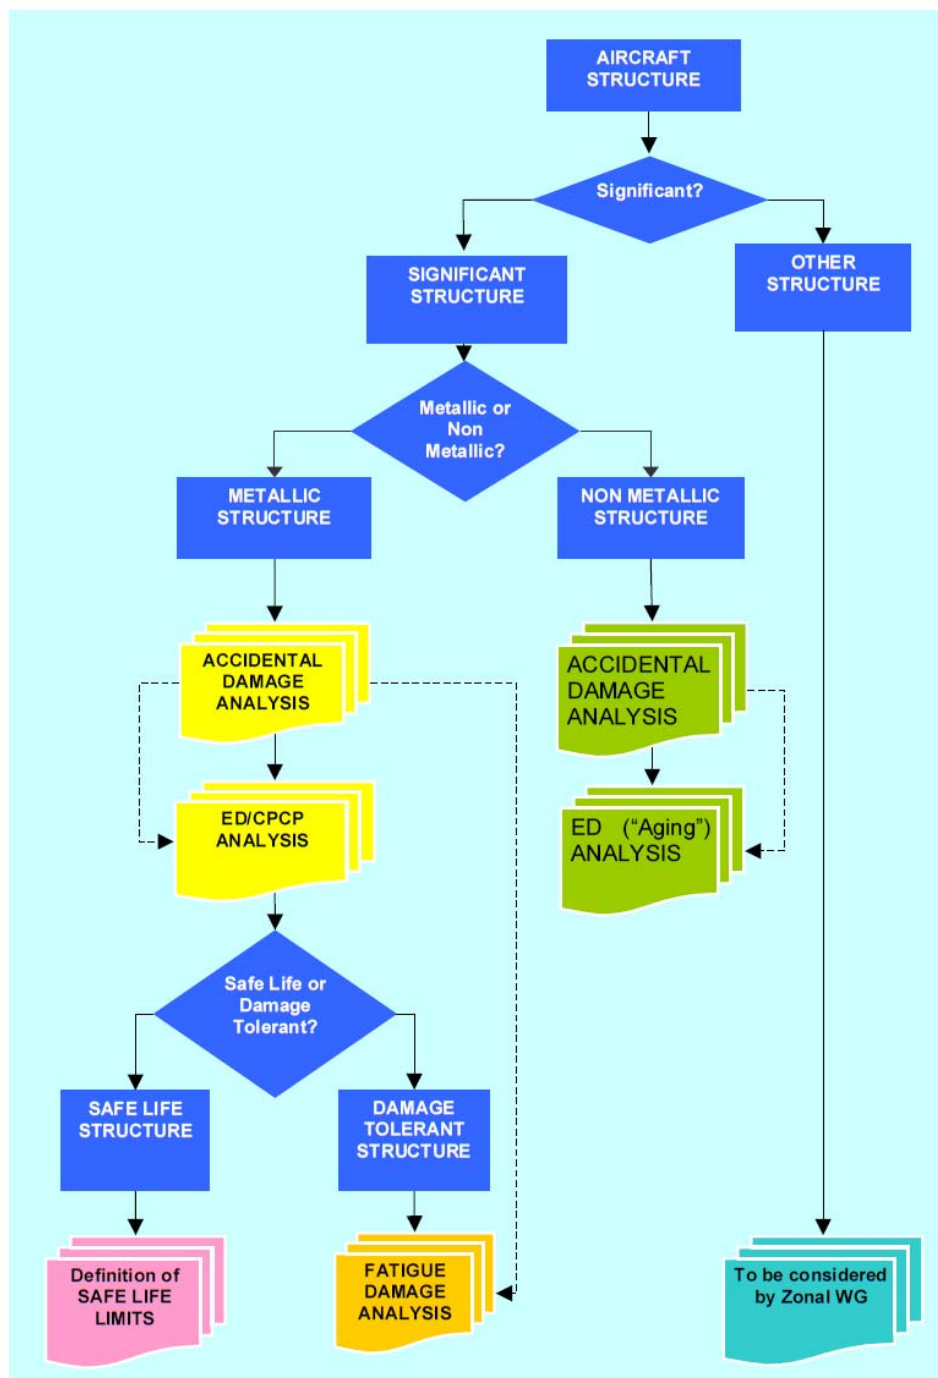 AIRCRAFT
STRUCTURE
Significant?
SIGNIFICANT
STRUCTURE
OTHER
STRUCTURE
Metallic or
Non
Metallic?
METALLIC
STRUCTURE
NON METALLIC
STRUCTURE
ACCIDENTAL
DAMAGE
ANALYSIS
ACCIDENTAL
DAMAGE
ANALYSIS
ED/CPCP
ANALYSIS
ED (“Aging”)
ANALYSIS
Safe Life or
Damage
Tolerant?
SAFE LIFE
STRUCTURE
DAMAGE
TOLERANT
STRUCTURE
Definition of
SAFE LIFE
LIMITS
FATIGUE
DAMAGE
ANALYSIS
To be considered
by Zonal WG